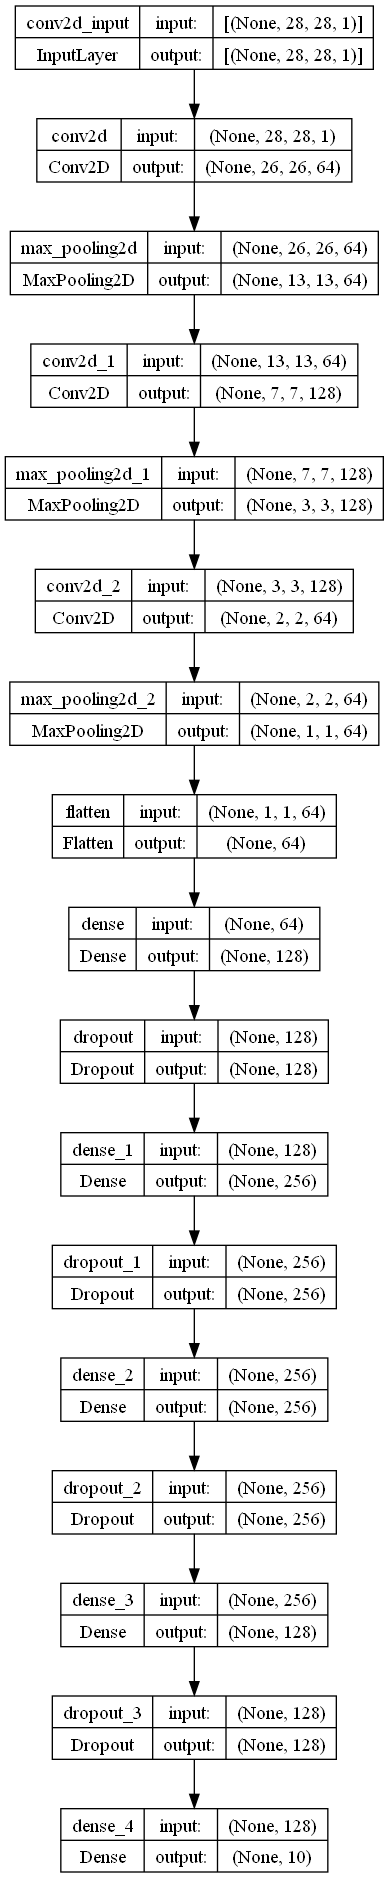 conv2d_input input: [(None, 28, 28, 1)]
InputLayer output: [(None, 28, 28, 1)]
conv2d input: (None, 28, 28, 1)
Conv2D output: (None, 26, 26, 64)
max_pooling2d input: (None, 26, 26, 64)
MaxPooling2D output: (None, 13, 13, 64)
conv2d_1 input: (None, 13, 13, 64)
Conv2D output: (None, 7, 7, 128)
max_pooling2d_1 input: (None, 7, 7, 128)
MaxPooling2D output: (None, 3, 3, 128)
conv2d_2 input: (None, 3, 3, 128)
Conv2D output: (None, 2, 2, 64)
max_pooling2d_2 input: (None, 2, 2, 64)
MaxPooling2D output: (None, 1, 1, 64)
flatten input: (None, 1, 1, 64)
Flatten output: (None, 64)
dense input: (None, 64)
Dense output: (None, 128)
dropout input: (None, 128)
Dropout output: (None, 128)
dense_1 input: (None, 128)
Dense output: (None, 256)
dropout_1 input: (None, 256)
Dropout output: (None, 256)
dense_2 input: (None, 256)
Dense output: (None, 256)
dropout_2 input: (None, 256)
Dropout output: (None, 256)
dense_3 input: (None, 256)
Dense output: (None, 128)
dropout_3 input: (None, 128)
Dropout output: (None, 128)
dense_4 input: (None, 128)
Dense output: (None, 10)